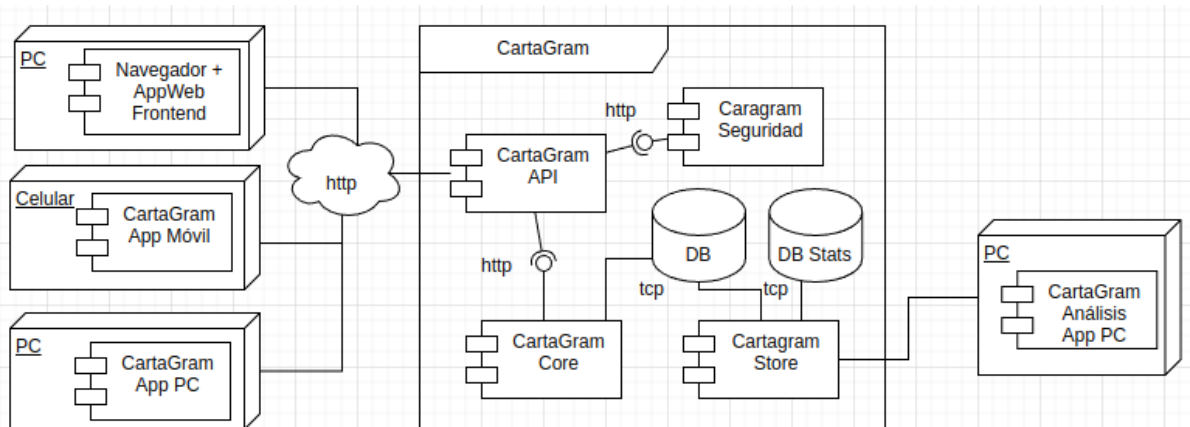 PC
Navegador +
AppWeb
Frontend
Celular
CartaGram
App Móvil
PC
CartaGram
App PC
http
CartaGram
CartaGram
API
http
Caragram
Seguridad
http
DB
DB Stats
tcp
tcp
CartaGram
Core
Cartagram
Store
PC
CartaGram
Análisis
App PC